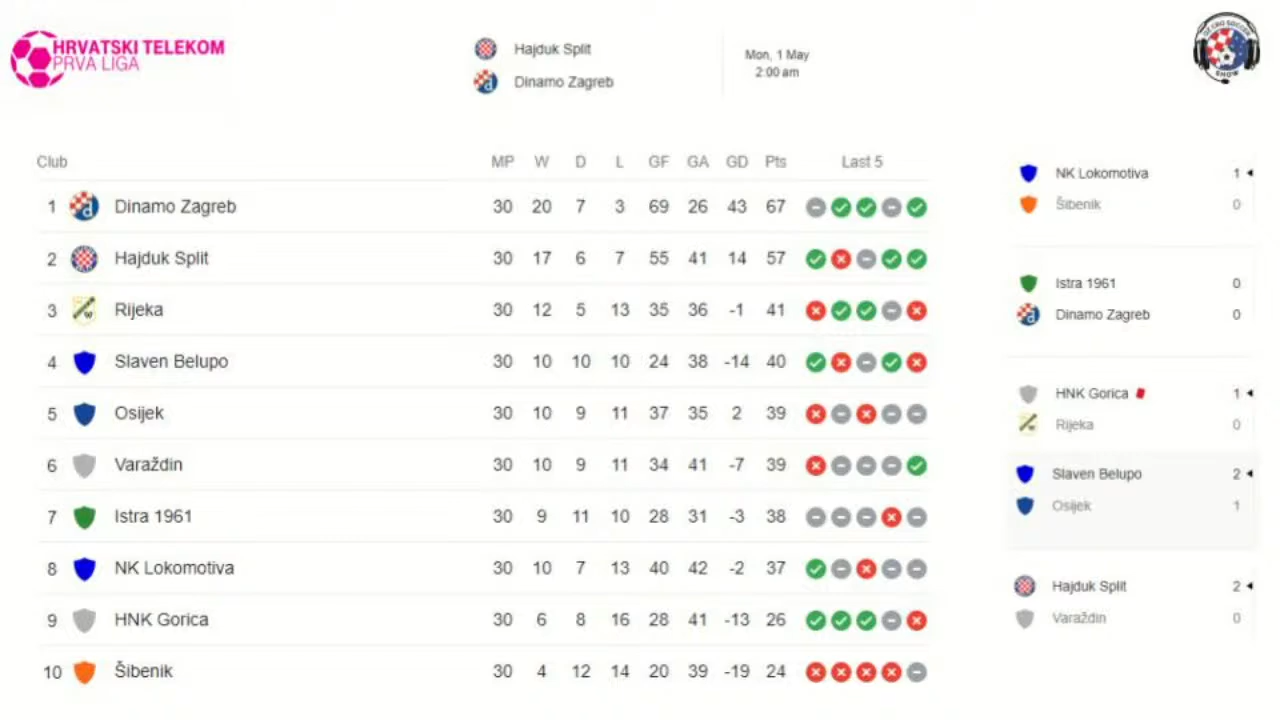 HRVATSKI TELEKOM
PRVA LIGA
Hajduk Split
Dinamo Zagreb
Mon, 1 May
2:00 am
CRO SOCCER
SHOW
Club MP W D L GF GA GD Pts Last 5
1 Dinamo Zagreb 30 20 7 3 69 26 43 67
2 Hajduk Split 30 17 6 7 55 41 14 57
3 Rijeka 30 12 5 13 35 36 -1 41
4 Slaven Belupo 30 10 10 10 24 38 -14 40
5 Osijek 30 10 9 11 37 35 2 39
6 Varaždin 30 10 9 11 34 41 -7 39
7 Istra 1961 30 9 11 10 28 31 -3 38
8 NK Lokomotiva 30 10 7 13 40 42 -2 37
9 HNK Gorica 30 6 8 16 28 41 -13 26
10 Šibenik 30 4 12 14 20 39 -19 24
NK Lokomotiva 1
Šibenik 0
Istra 1961 0
Dinamo Zagreb 0
HNK Gorica 1
Rijeka 0
Slaven Belupo 2
Osijek 1
Hajduk Split 2
Varaždin 0